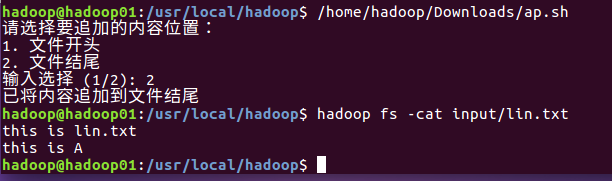 hadoop@hadoop01:/usr/local/hadoop$ /home/hadoop/Downloads/ap.sh
请选择要追加的内容位置：
1. 文件开头
2. 文件结尾
输入选择 (1/2): 2
已将内容追加到文件结尾
hadoop@hadoop01:/usr/local/hadoop$ hadoop fs -cat input/lin.txt
this is lin.txt
this is A
hadoop@hadoop01:/usr/local/hadoop$